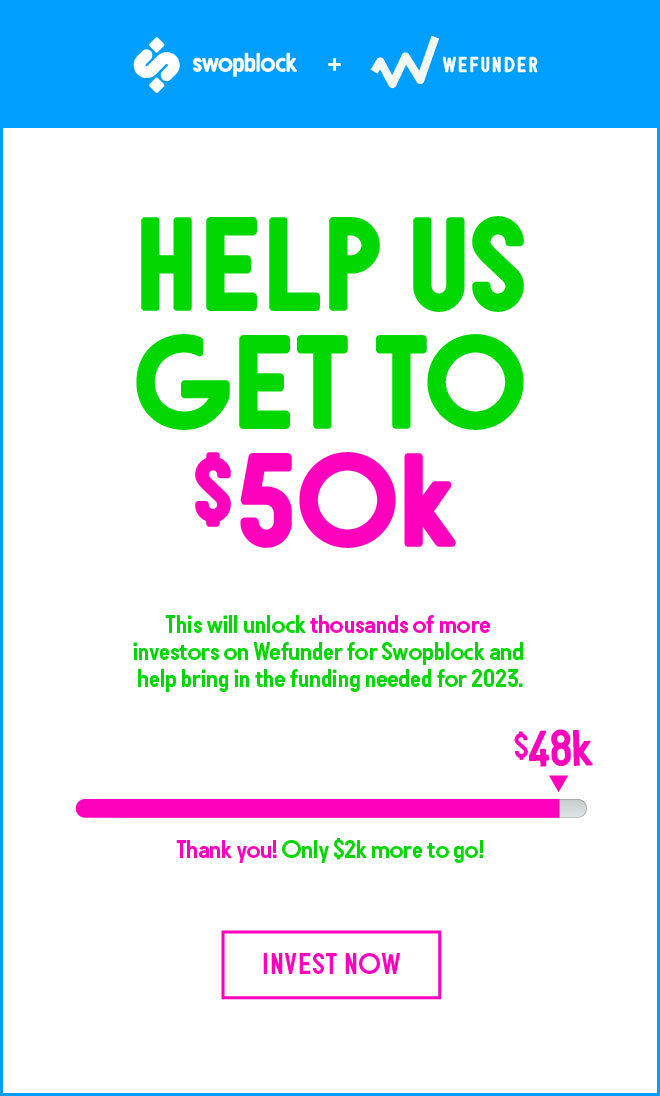 swopblock + WEFUNDER
HELP US
GET TO
$50k
This will unlock thousands of more
investors on Wefunder for Swopblock and
help bring in the funding needed for 2023.
$48k
Thank you! Only $2k more to go!
INVEST NOW